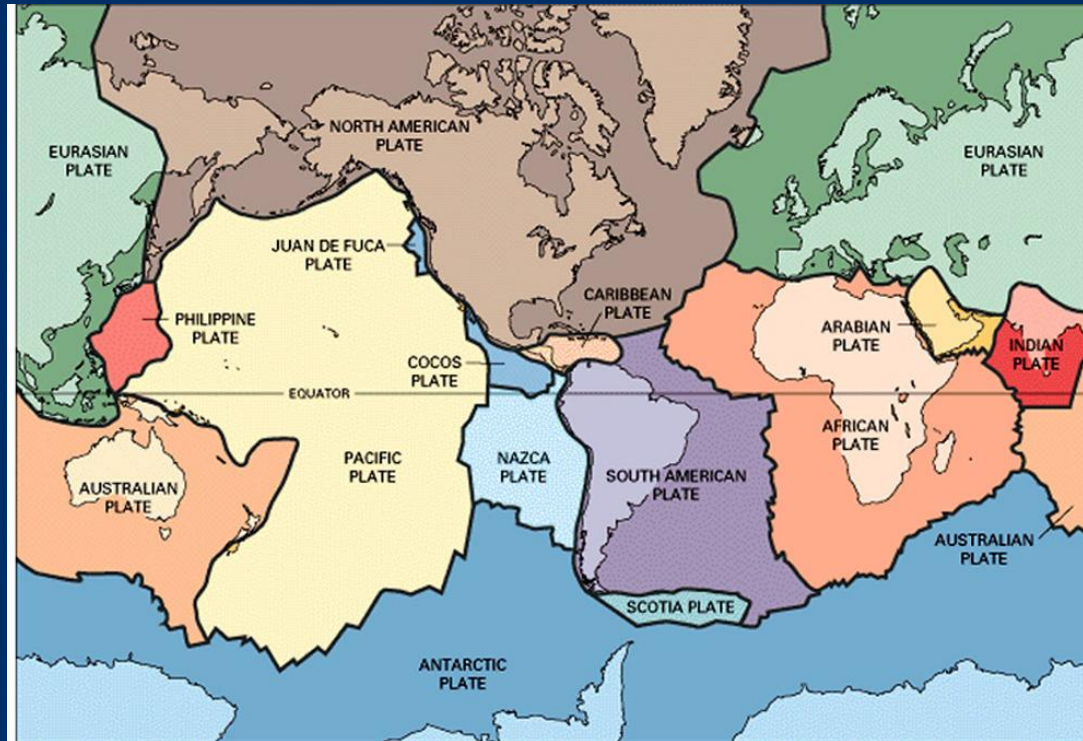 NORTH AMERICAN
PLATE
EURASIAN
PLATE
EURASIAN
PLATE
JUAN DE FUCA
PLATE
CARIBBEAN
PLATE
PHILIPPINE
PLATE
ARABIAN
PLATE
INDIAN
PLATE
COCOS
PLATE
EQUATOR
AFRICAN
PLATE
PACIFIC
PLATE
NAZCA
PLATE
SOUTH AMERICAN
PLATE
AUSTRALIAN
PLATE
AUSTRALIAN
PLATE
SCOTIA PLATE
ANTARCTIC
PLATE